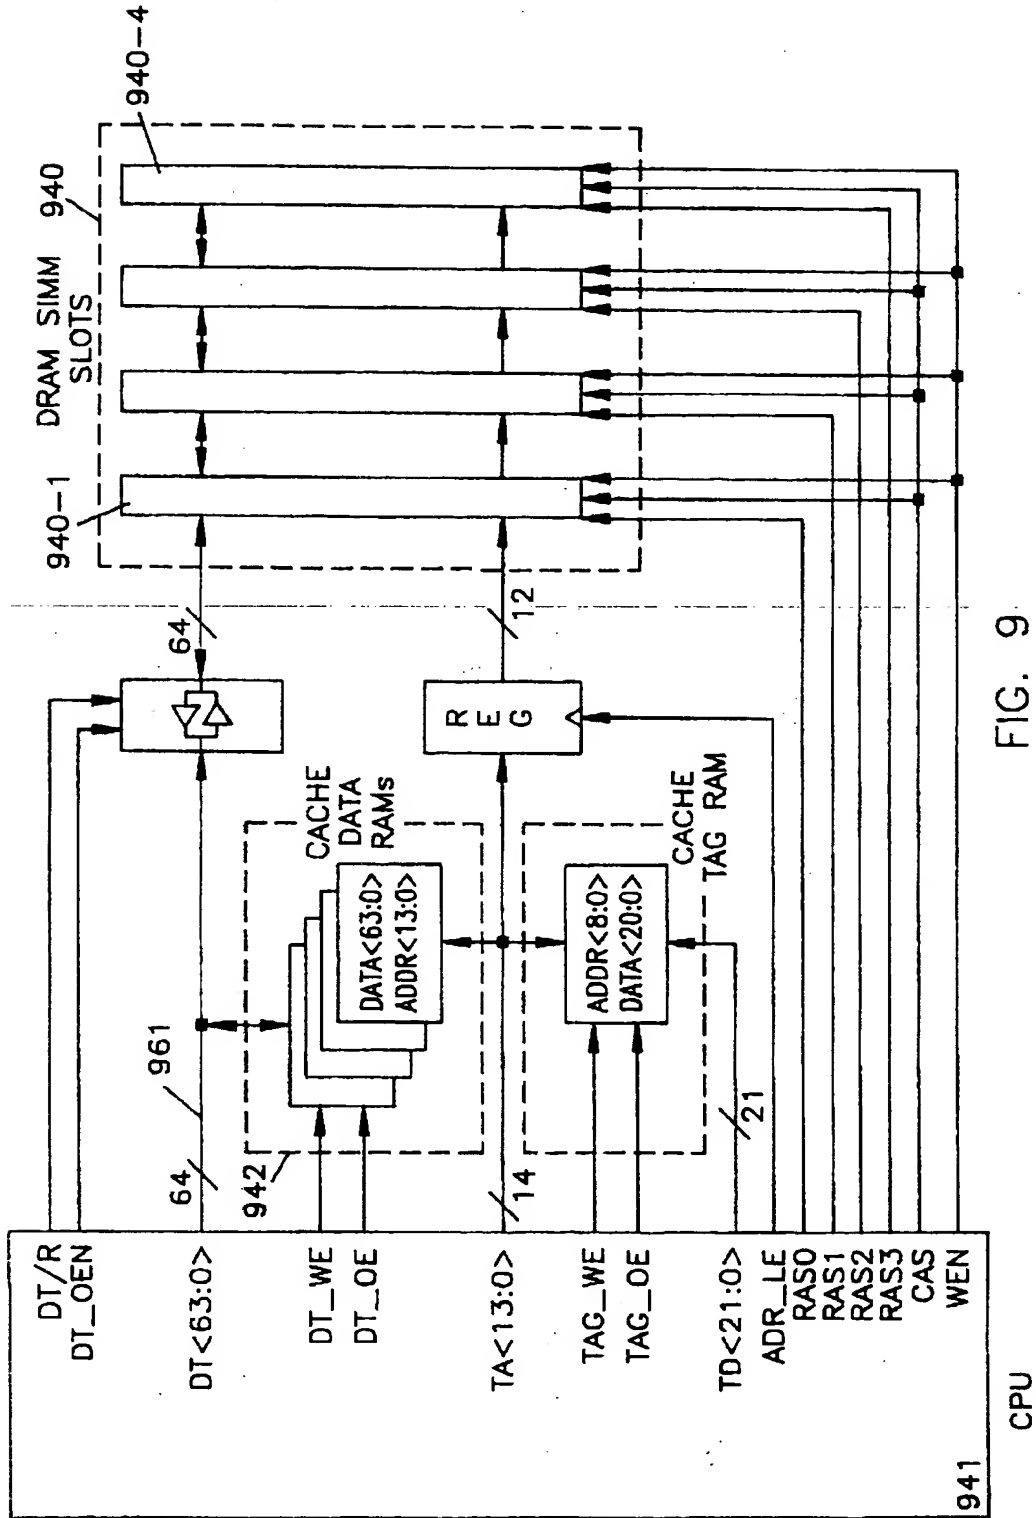 DRAM SIMM
SLOTS
940
940-4
940-1
64
12
REG
CACHE
DATA
RAMs
DATA<63:0>
ADDR<13:0>
CACHE
TAG RAM
ADDR<8:0>
DATA<20:0>
961
942
64
14
21
DT/R
DT_OEN
DT<63:0>
DT_WE
DT_OE
TA<13:0>
TAG_WE
TAG_OE
TD<21:0>
ADR_LE
RAS0
RAS1
RAS2
RAS3
CAS
WEN
941
CPU
FIG. 9